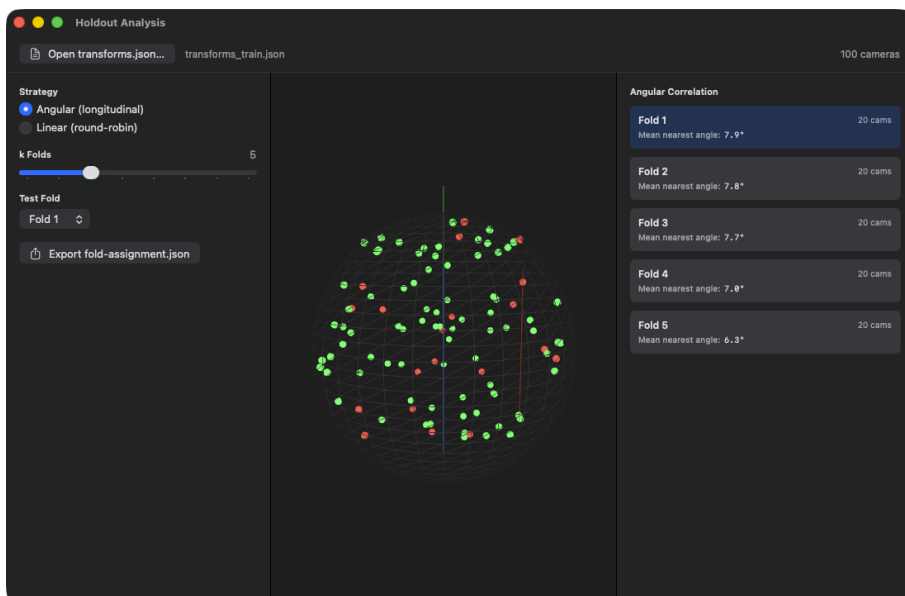 Holdout Analysis
Open transforms.json...
transforms_train.json
100 cameras
Strategy
Angular (longitudinal)
Linear (round-robin)
k Folds
5
Test Fold
Fold 1
Export fold-assignment.json
Angular Correlation
Fold 1
20 cams
Mean nearest angle: 7.9°
Fold 2
20 cams
Mean nearest angle: 7.8°
Fold 3
20 cams
Mean nearest angle: 7.7°
Fold 4
20 cams
Mean nearest angle: 7.0°
Fold 5
20 cams
Mean nearest angle: 6.3°